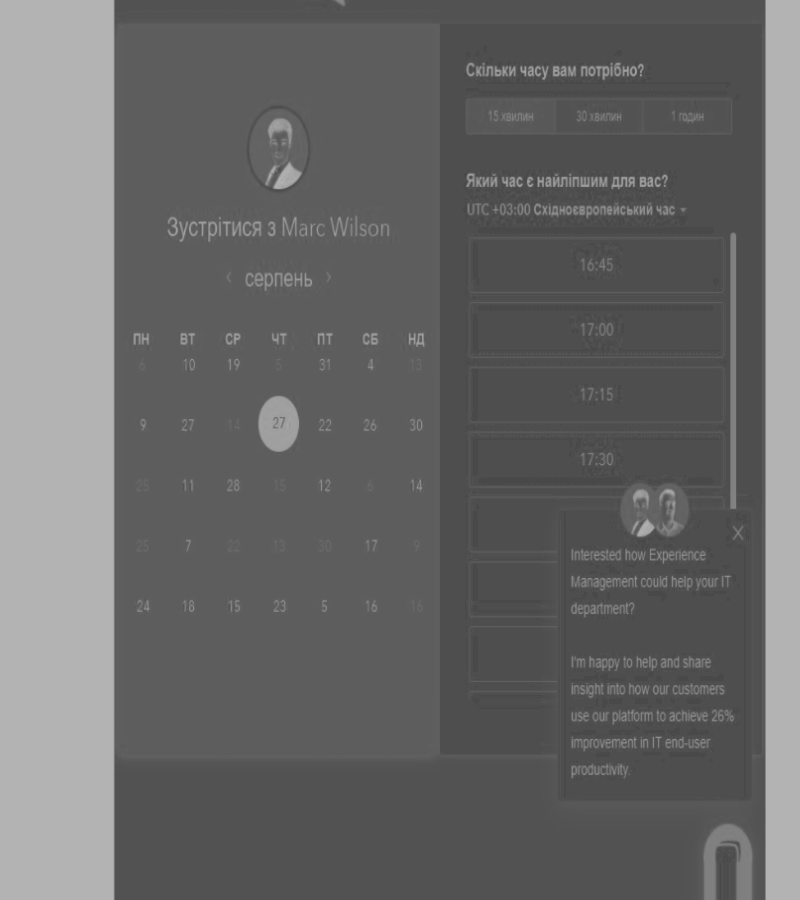 Зустрітися з Marc Wilson
серпень
ПН ВТ СР ЧТ ПТ СБ НД
6 10 19 5 31 4 13
9 27 14 27 22 26 30
25 11 28 15 12 6 14
25 7 22 13 30 17 9
24 18 15 23 5 16 16
Скільки часу вам потрібно?
15 хвилин 30 хвилин 1 годин
Який час є найліпшим для вас?
UTC +03:00 Східноєвропейський час
16:45
17:00
17:15
17:30
Interested how Experience
Management could help your IT
department?
I'm happy to help and share
insight into how our customers
use our platform to achieve 26%
improvement in IT end-user
productivity.